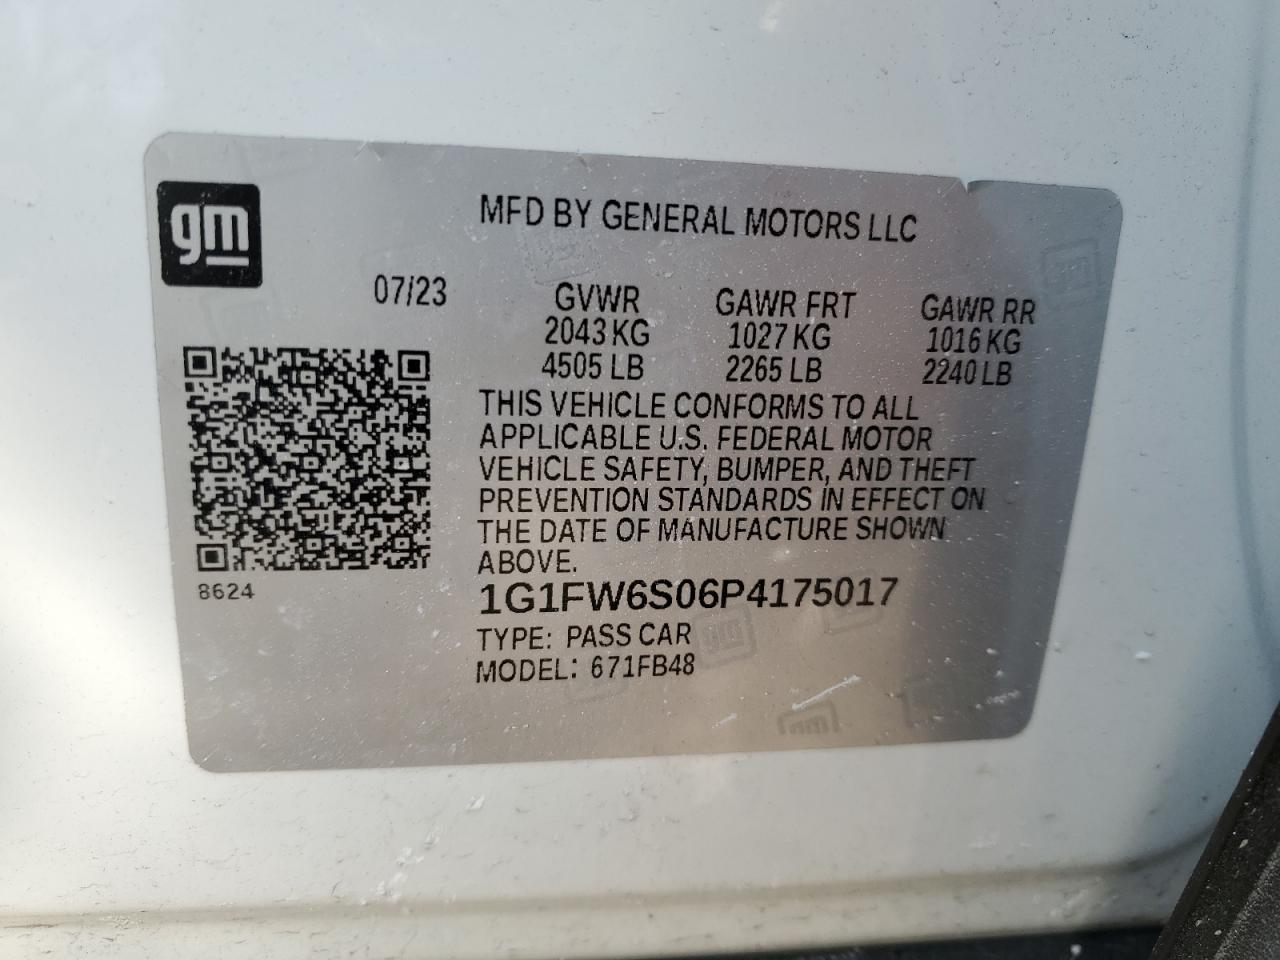 gm
MFD BY GENERAL MOTORS LLC
07/23
GVWR GAWR FRT GAWR RR
2043 KG 1027 KG 1016 KG
4505 LB 2265 LB 2240 LB
THIS VEHICLE CONFORMS TO ALL
APPLICABLE U.S. FEDERAL MOTOR
VEHICLE SAFETY, BUMPER, AND THEFT
PREVENTION STANDARDS IN EFFECT ON
THE DATE OF MANUFACTURE SHOWN
ABOVE.
8624
1G1FW6S06P4175017
TYPE: PASS CAR
MODEL: 671FB48